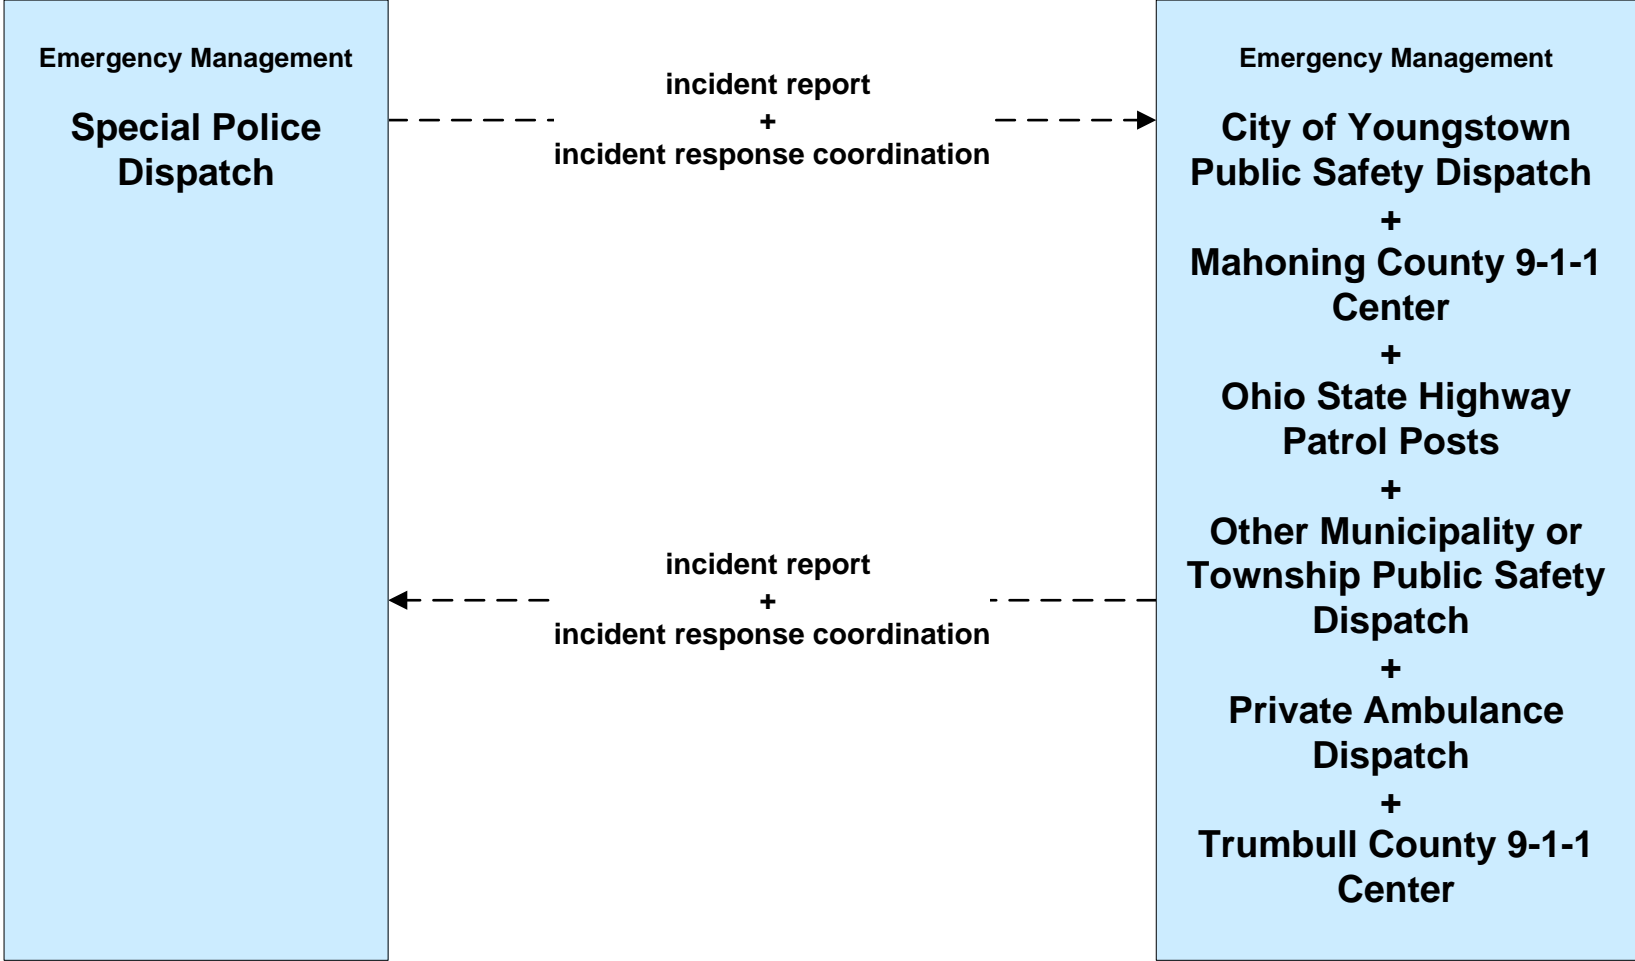 Emergency Management
Special Police
Dispatch
incident report
+
incident response coordination
incident report
+
incident response coordination
Emergency Management
City of Youngstown
Public Safety Dispatch
+
Mahoning County 9-1-1
Center
+
Ohio State Highway
Patrol Posts
+
Other Municipality or
Township Public Safety
Dispatch
+
Private Ambulance
Dispatch
+
Trumbull County 9-1-1
Center